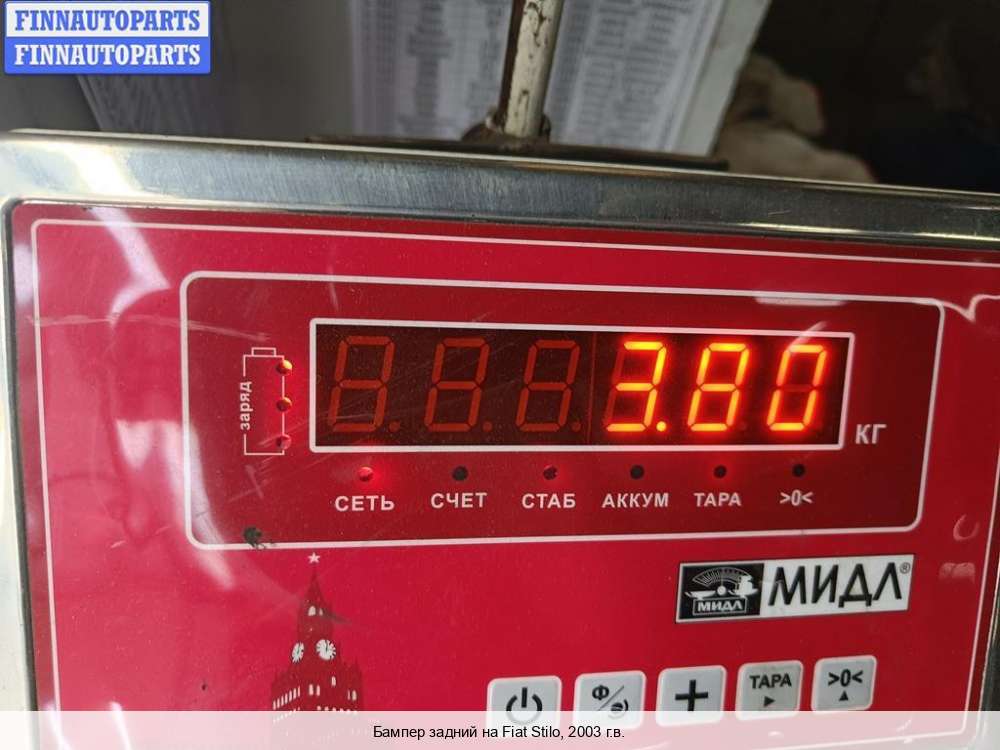 FINNAUTOPARTS
FINNAUTOPARTS
заряд
3.80
КГ
СЕТЬ СЧЕТ СТАБ АККУМ ТАРА >0<
МИДЛ МИДЛ®
Ф + ТАРА >0<
Бампер задний на Fiat Stilo, 2003 г.в.